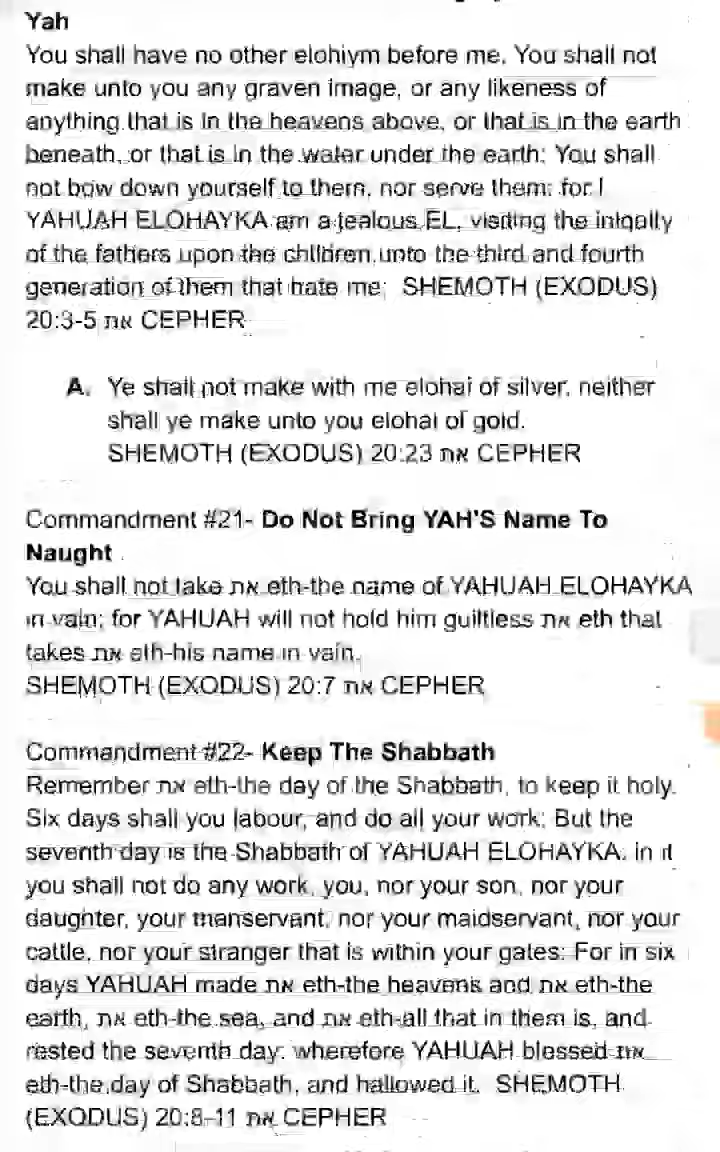 Yah
You shall have no other elohiym before me. You shall not
make unto you any graven image, or any likeness of
anything that is in the heavens above, or that is in the earth
beneath, or that is in the water under the earth: You shall
not bow down yourself to them, nor serve them: for I
YAHUAH ELOHAYKA am a jealous EL, visiting the iniquity
of the fathers upon the children unto the third and fourth
generation of them that hate me; SHEMOTH (EXODUS)
20:3-5 את CEPHER
A. Ye shall not make with me elohai of silver, neither
shall ye make unto you elohai of gold.
SHEMOTH (EXODUS) 20:23 את CEPHER
Commandment #21- Do Not Bring YAH'S Name To
Naught
You shall not take את eth-the name of YAHUAH ELOHAYKA
in vain; for YAHUAH will not hold him guiltless את eth that
takes את eth-his name in vain.
SHEMOTH (EXODUS) 20:7 את CEPHER
Commandment #22- Keep The Shabbath
Remember את eth-the day of the Shabbath, to keep it holy.
Six days shall you labour, and do all your work: But the
seventh day is the Shabbath of YAHUAH ELOHAYKA: in it
you shall not do any work, you, nor your son, nor your
daughter, your manservant, nor your maidservant, nor your
cattle, nor your stranger that is within your gates: For in six
days YAHUAH made את eth-the heavens and את eth-the
earth, את eth-the sea, and את eth-all that in them is, and
rested the seventh day: wherefore YAHUAH blessed את
eth-the day of Shabbath, and hallowed it. SHEMOTH
(EXODUS) 20:8-11 את CEPHER